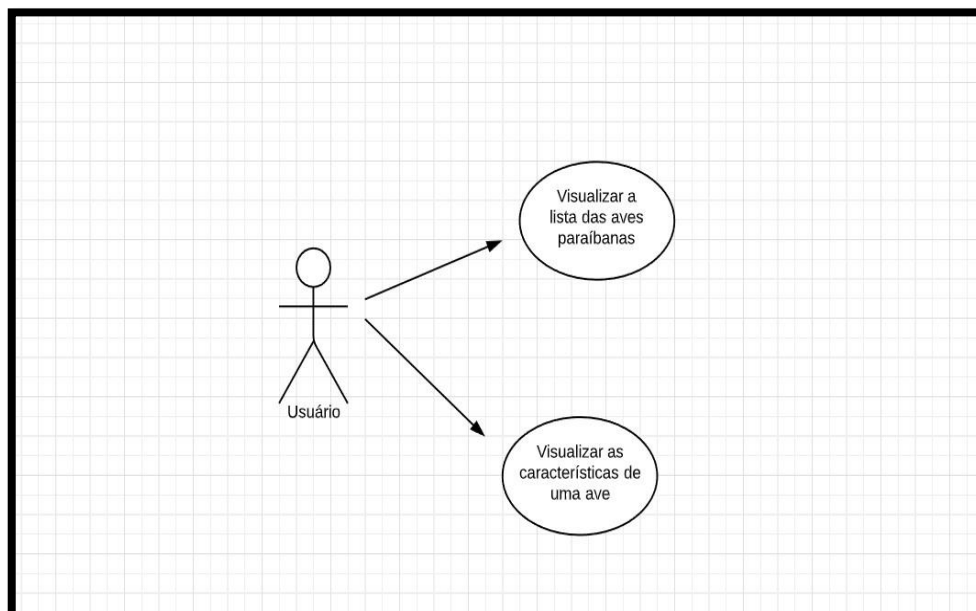 Visualizar a
lista das aves
paraíbanas
Usuário
Visualizar as
características de
uma ave